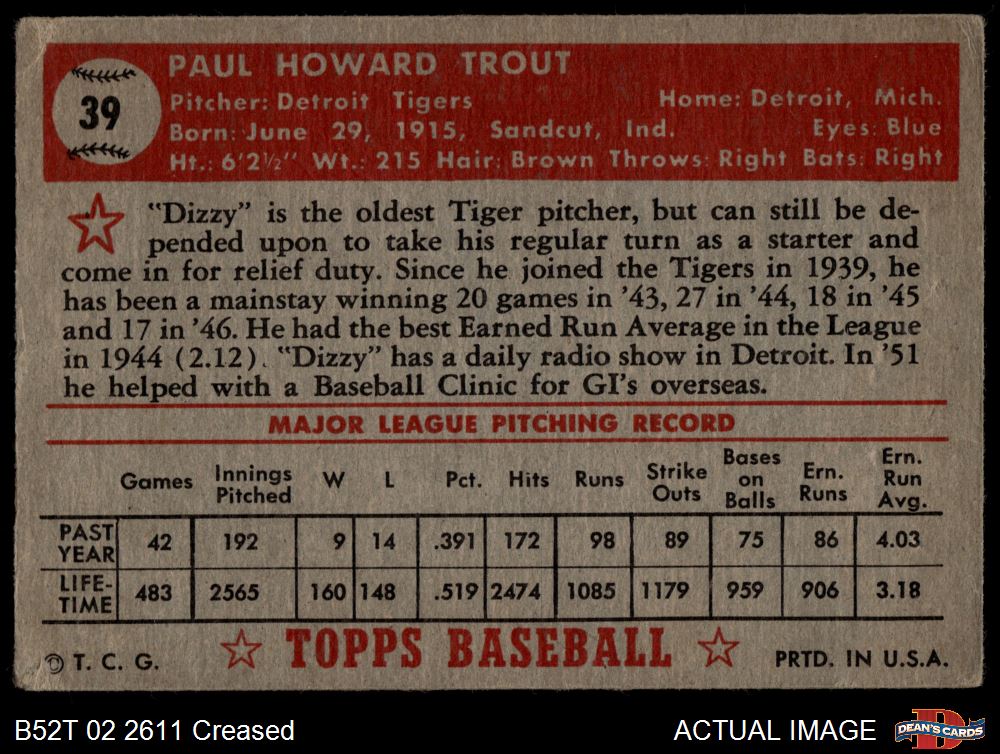 39
PAUL HOWARD TROUT
Pitcher: Detroit Tigers Home: Detroit, Mich.
Born: June 29, 1915, Sandcut, Ind. Eyes: Blue
Ht.: 6'2½" Wt.: 215 Hair: Brown Throws: Right Bats: Right
"Dizzy" is the oldest Tiger pitcher, but can still be de-
pended upon to take his regular turn as a starter and
come in for relief duty. Since he joined the Tigers in 1939, he
has been a mainstay winning 20 games in '43, 27 in '44, 18 in '45
and 17 in '46. He had the best Earned Run Average in the League
in 1944 (2.12). "Dizzy" has a daily radio show in Detroit. In '51
he helped with a Baseball Clinic for GI's overseas.
MAJOR LEAGUE PITCHING RECORD
Games Innings Pitched W L Pct. Hits Runs Strike Outs Bases on Balls Ern. Runs Ern. Run Avg.
PAST YEAR 42 192 9 14 .391 172 98 89 75 86 4.03
LIFE-TIME 483 2565 160 148 .519 2474 1085 1179 959 906 3.18
© T. C. G. TOPPS BASEBALL PRTD. IN U.S.A.
B52T 02 2611 Creased ACTUAL IMAGE D DEAN'S CARDS